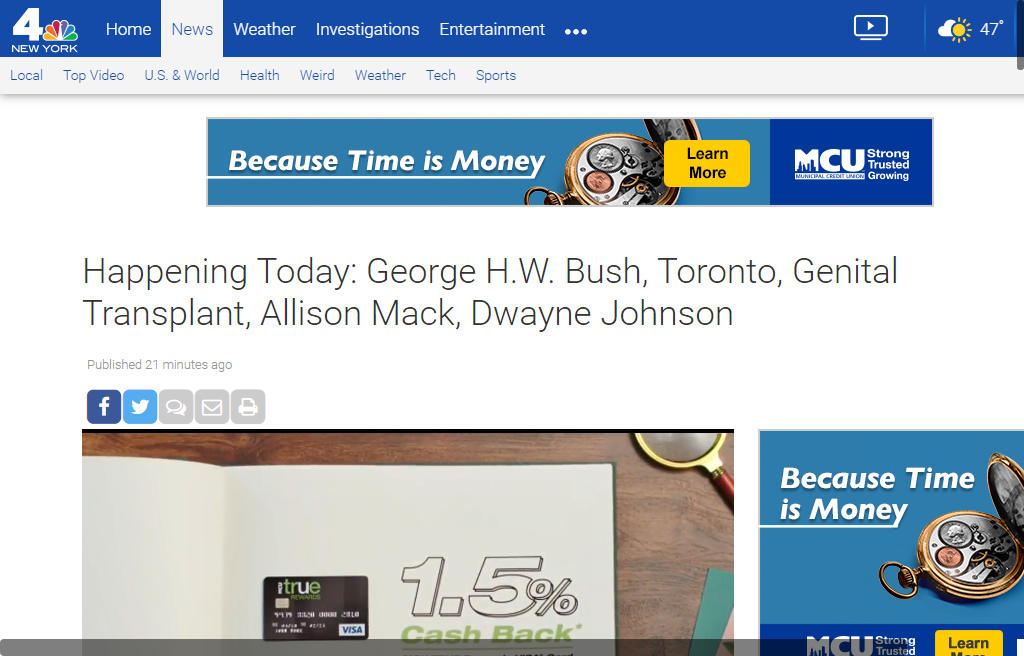 4
NEW YORK
Home News Weather Investigations Entertainment
47°
Local Top Video U.S. & World Health Weird Weather Tech Sports
Because Time is Money
Learn
More
MCU
MUNICIPAL CREDIT UNION
Strong
Trusted
Growing
Happening Today: George H.W. Bush, Toronto, Genital
Transplant, Allison Mack, Dwayne Johnson
Published 21 minutes ago
true
REWARDS
VISA
1.5%
Cash Back*
Because Time
is Money
MCU
Strong
Trusted
Learn
More